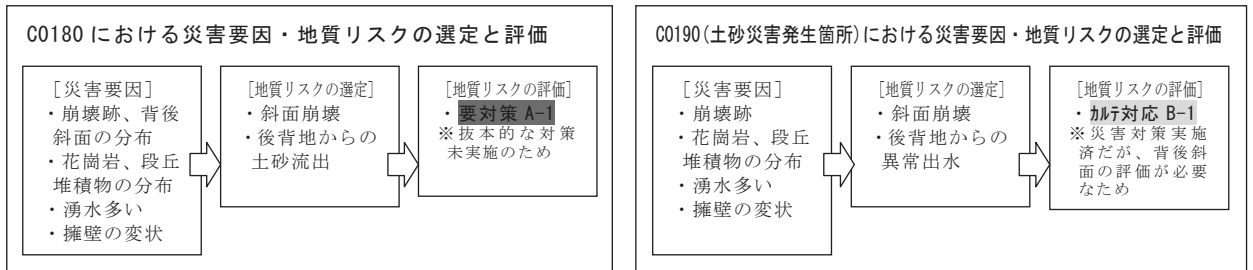 C0180 における災害要因・地質リスクの選定と評価
[災害要因]
・崩壊跡、背後
斜面の分布
・花崗岩、段丘
堆積物の分布
・湧水多い
・擁壁の変状
[地質リスクの選定]
・斜面崩壊
・後背地からの
土砂流出
[地質リスクの評価]
・要対策 A-1
※抜本的な対策
未実施のため
C0190(土砂災害発生箇所)における災害要因・地質リスクの選定と評価
[災害要因]
・崩壊跡
・花崗岩、段丘
堆積物の分布
・湧水多い
・擁壁の変状
[地質リスクの選定]
・斜面崩壊
・後背地からの
異常出水
[地質リスクの評価]
・ｶﾙﾃ対応 B-1
※災害対策実施
済だが、背後斜
面の評価が必要
なため